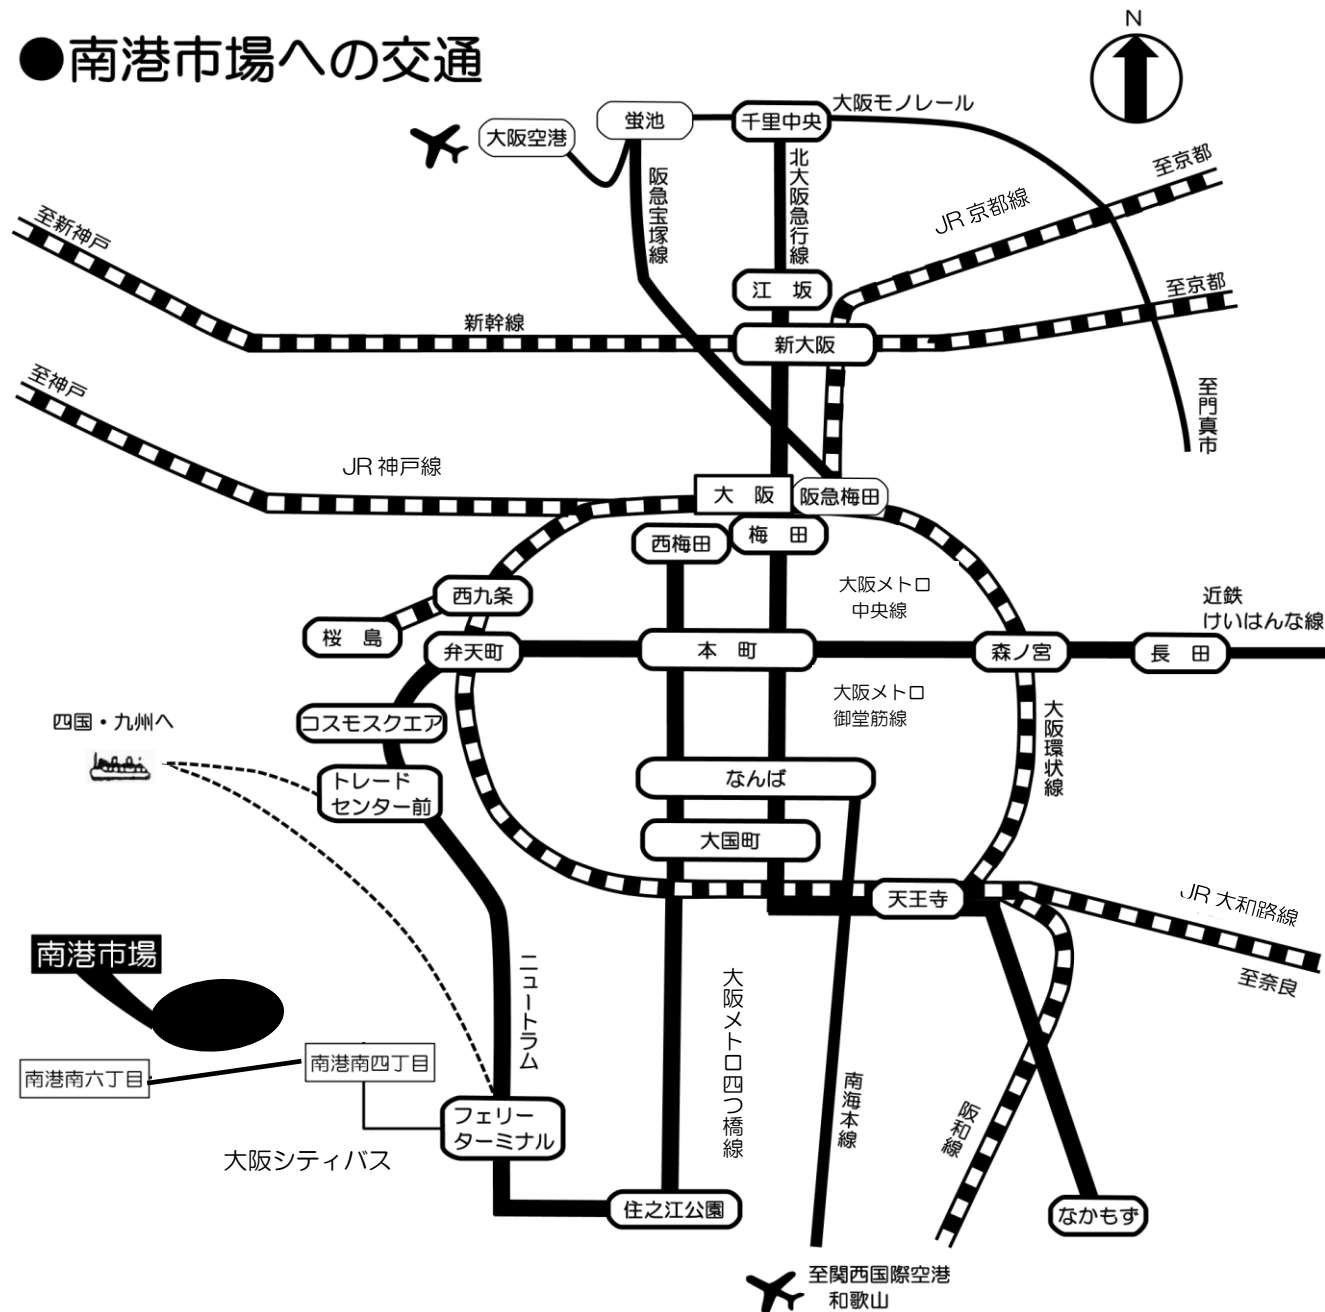 ●南港市場への交通
N
大阪モノレール
大阪空港
蛍池
千里中央
至京都
北大阪急行線
阪急宝塚線
JR 京都線
至新神戸
江 坂
至京都
新幹線
新大阪
至神戸
至門真市
JR 神戸線
大 阪
阪急梅田
西梅田
梅 田
大阪メトロ
中央線
西九条
近鉄
けいはんな線
桜 島
弁天町
本 町
森ノ宮
長 田
大阪メトロ
御堂筋線
コスモスクエア
四国・九州へ
大阪環状線
トレード
センター前
なんば
大国町
天王寺
JR 大和路線
至奈良
南港市場
ニュートラム
大阪メトロ四つ橋線
南港南四丁目
南港南六丁目
南海本線
阪和線
フェリー
ターミナル
大阪シティバス
住之江公園
なかもず
至関西国際空港
和歌山